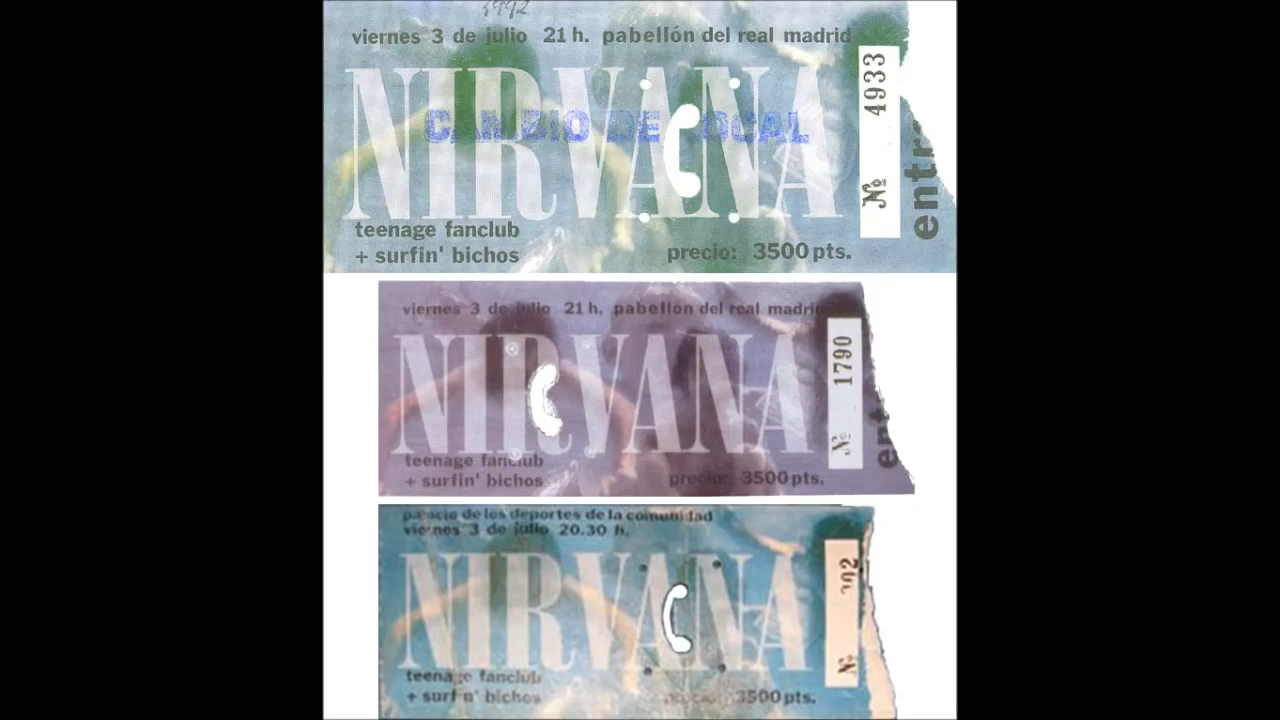 1992
viernes 3 de julio 21 h. pabellón del real madrid
NIRVANA
CAMBIO DE LOCAL
teenage fanclub
+ surfin' bichos
precio: 3500 pts.
Nº 4933
entr
viernes 3 de julio 21 h. pabellón del real madrid
NIRVANA
teenage fanclub
+ surfin' bichos
precio: 3500 pts.
Nº 1790
ent
palacio de los deportes de la comunidad
viernes 3 de julio 20.30 h.
NIRVANA
teenage fanclub
+ surfin' bichos
precio: 3500 pts.
Nº 302